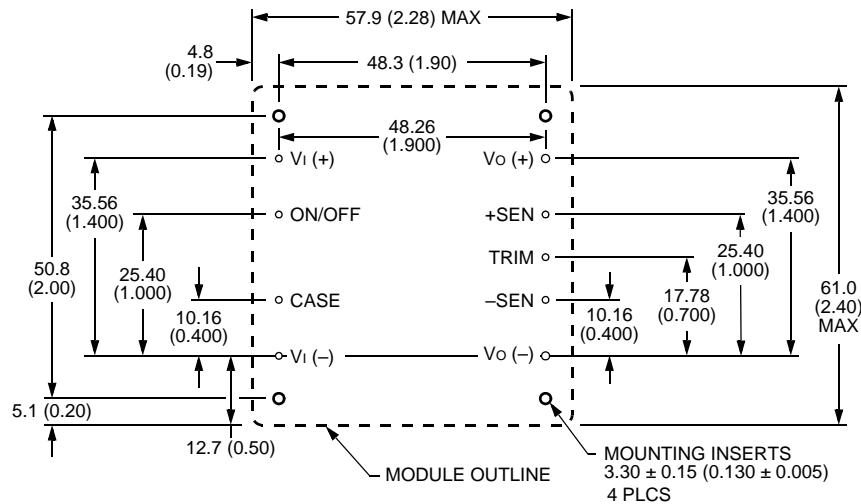 57.9 (2.28) MAX
4.8
(0.19)
48.3 (1.90)
48.26
(1.900)
VI (+)
VO (+)
35.56
(1.400)
35.56
(1.400)
ON/OFF
+SEN
TRIM
50.8
(2.00)
25.40
(1.000)
25.40
(1.000)
17.78
(0.700)
61.0
(2.40)
MAX
CASE
–SEN
10.16
(0.400)
10.16
(0.400)
VI (–)
VO (–)
5.1 (0.20)
12.7 (0.50)
MODULE OUTLINE
MOUNTING INSERTS
3.30 ± 0.15 (0.130 ± 0.005)
4 PLCS